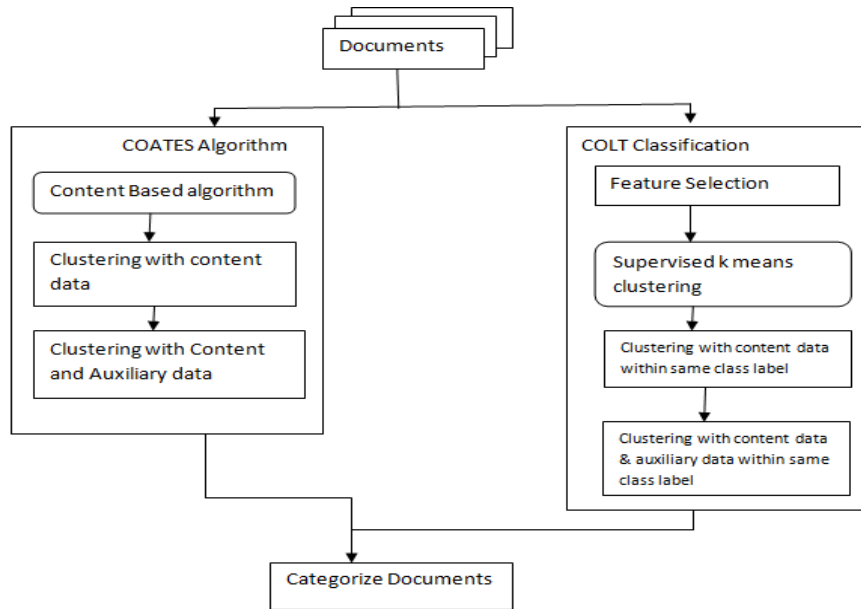 Documents
COATES Algorithm
Content Based algorithm
Clustering with content
data
Clustering with Content
and Auxiliary data
COLT Classification
Feature Selection
Supervised k means
clustering
Clustering with content data
within same class label
Clustering with content data
& auxiliary data within same
class label
Categorize Documents